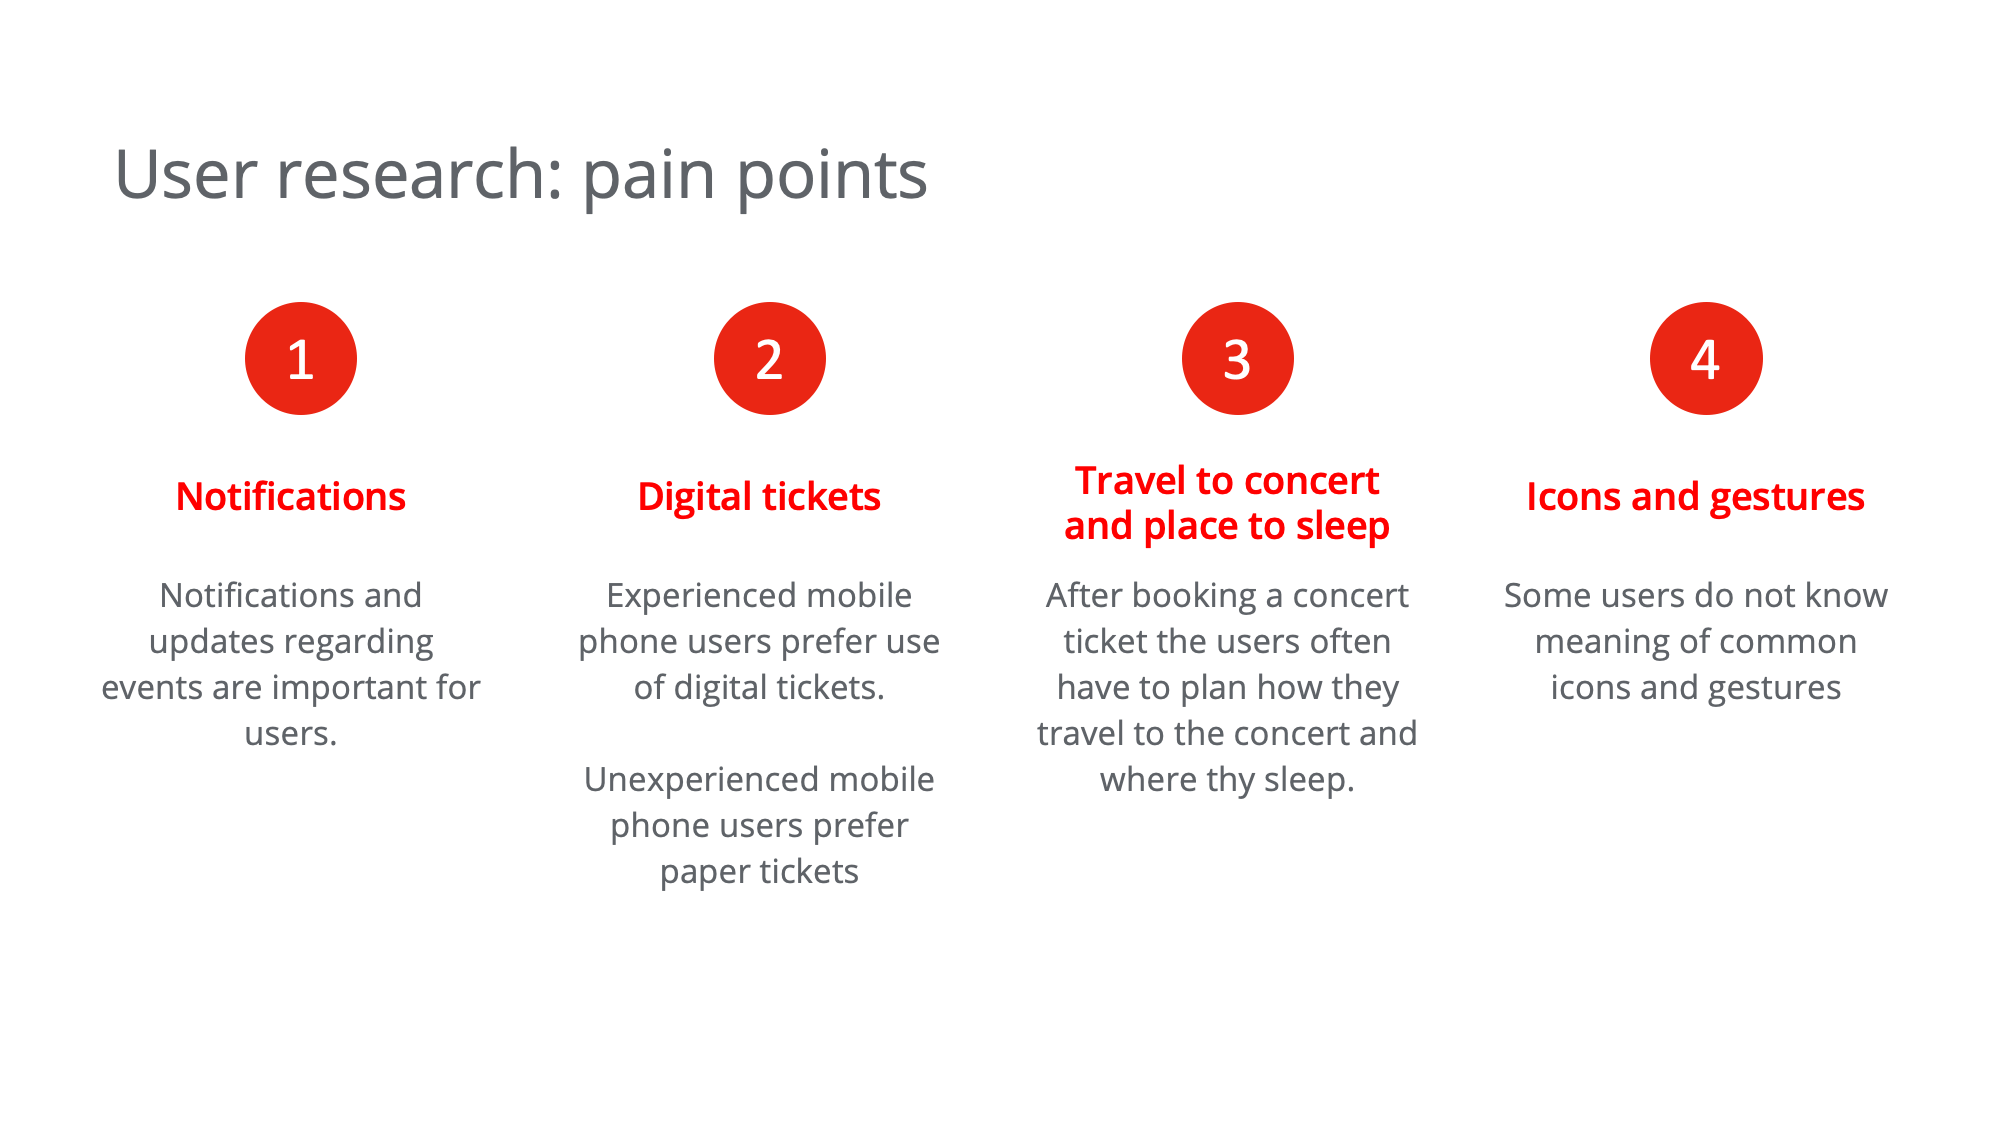 User research: pain points
1
Notifications
Notifications and
updates regarding
events are important for
users.
2
Digital tickets
Experienced mobile
phone users prefer use
of digital tickets.
Unexperienced mobile
phone users prefer
paper tickets
3
Travel to concert
and place to sleep
After booking a concert
ticket the users often
have to plan how they
travel to the concert and
where thy sleep.
4
Icons and gestures
Some users do not know
meaning of common
icons and gestures